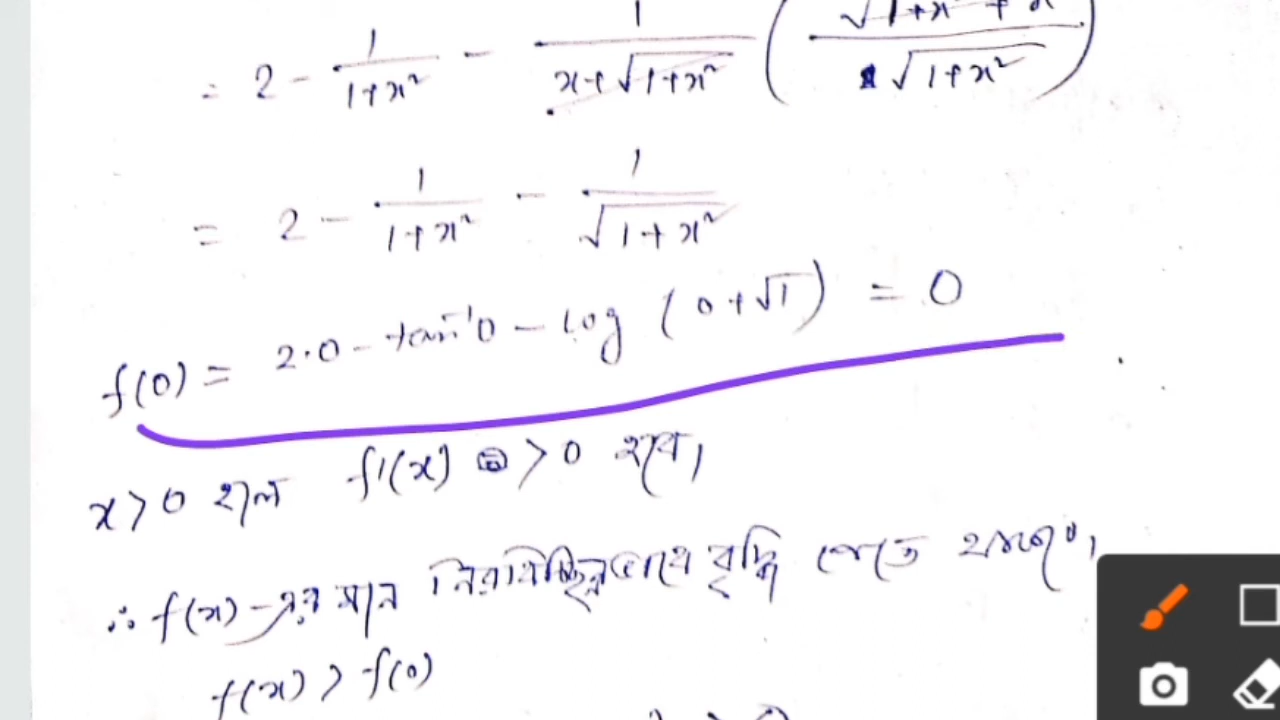 = 2 - 1/(1+x²) - 1/(x+√(1+x²)) ( (√(1+x² + x)/(√(1+x²)) )
= 2 - 1/(1+x²) - 1/√(1+x²)
f(0) = 2.0 - tan⁻¹0 - log (0+√1) = 0
x>0 হলে f'(x) > 0 হবে।
∴ f(x)-এর মান নিরবিচ্ছিন্নভাবে বৃদ্ধি পেতে থাকবে।
f(x) > f(0)